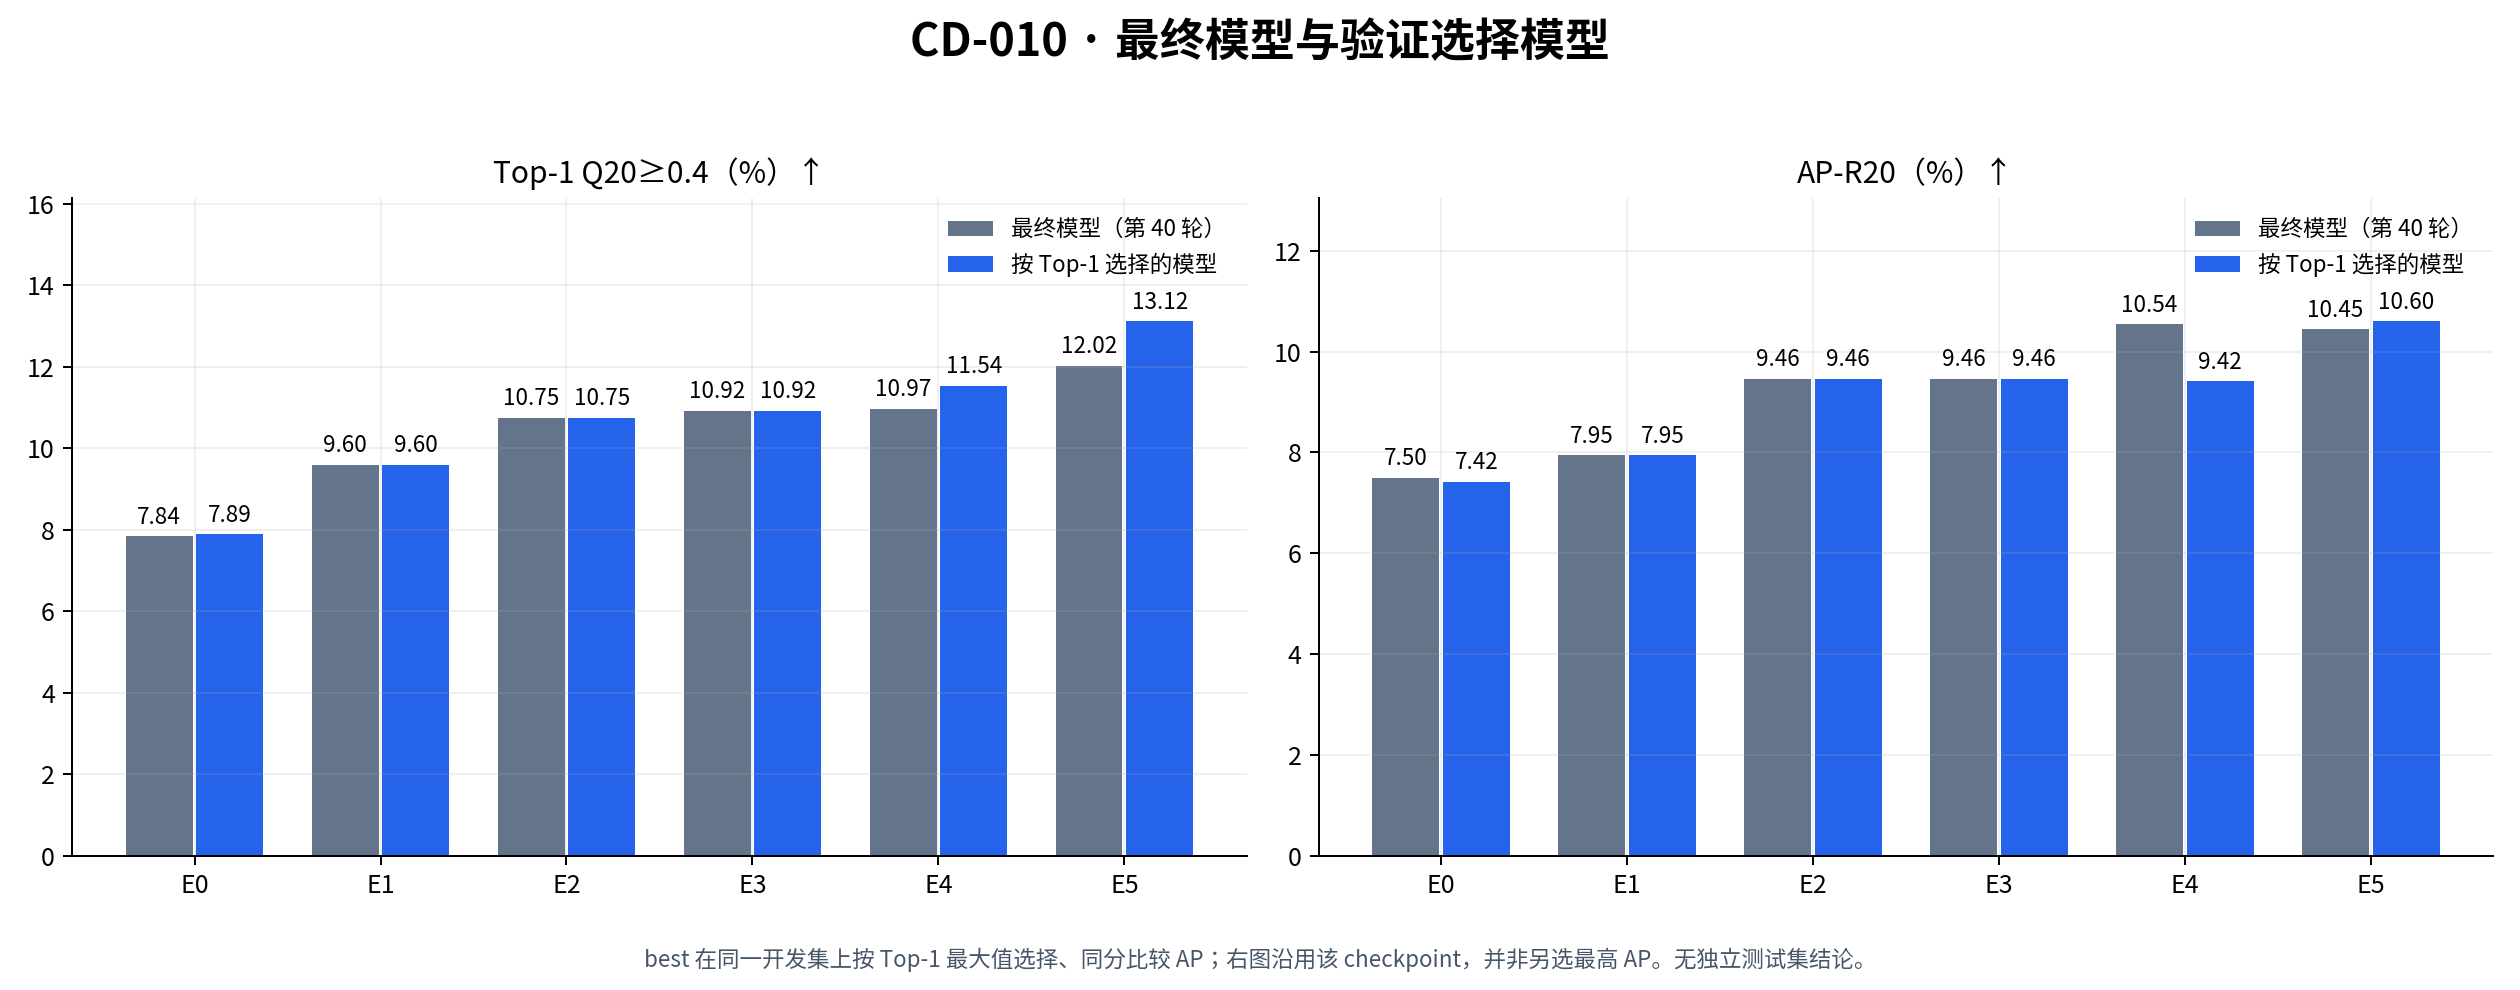 CD-010 · 最终模型与验证选择模型
Top-1 Q20≥0.4（%）↑
16
14
12
10
8
6
4
2
0
最终模型（第 40 轮）
按 Top-1 选择的模型
7.84
7.89
9.60
9.60
10.75
10.75
10.92
10.92
10.97
11.54
12.02
13.12
E0
E1
E2
E3
E4
E5
AP-R20（%）↑
12
10
8
6
4
2
0
最终模型（第 40 轮）
按 Top-1 选择的模型
7.50
7.42
7.95
7.95
9.46
9.46
9.46
9.46
10.54
9.42
10.45
10.60
E0
E1
E2
E3
E4
E5
best 在同一开发集上按 Top-1 最大值选择、同分比较 AP；右图沿用该 checkpoint，并非另选最高 AP。无独立测试集结论。